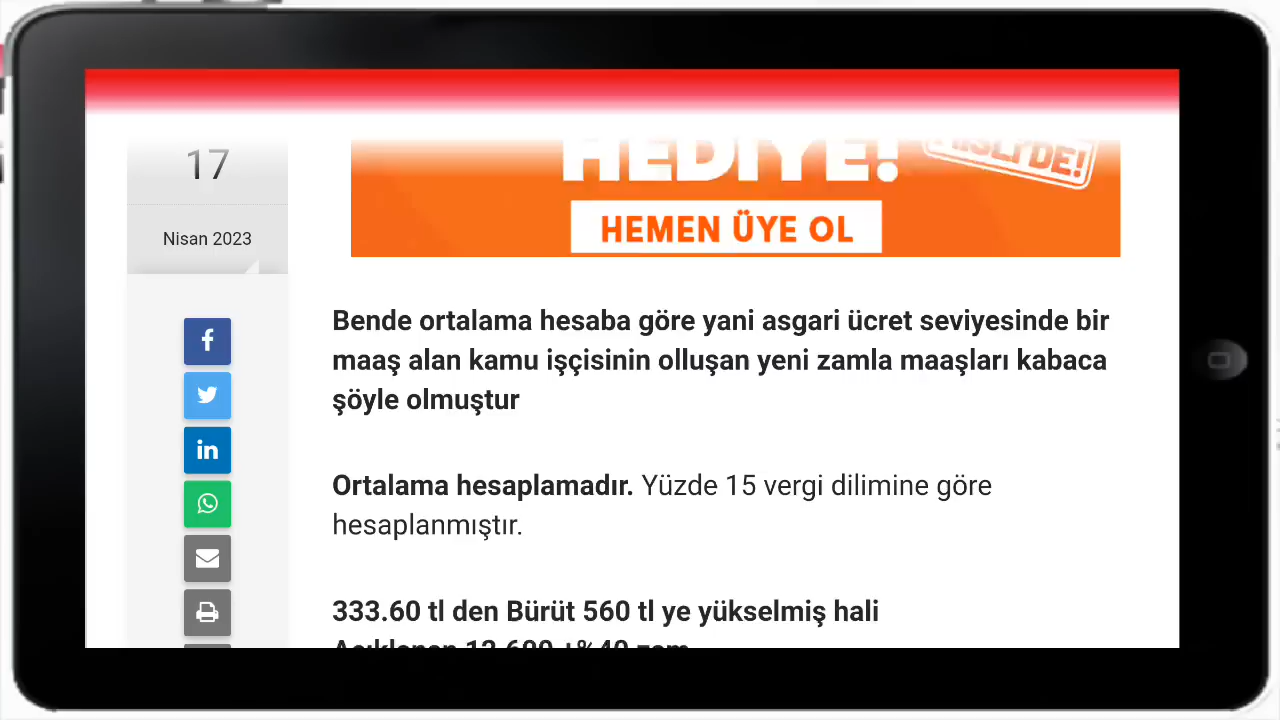 HEDİYE!
17
HEMEN ÜYE OL
Nisan 2023
Bende ortalama hesaba göre yani asgari ücret seviyesinde bir
maaş alan kamu işçisinin olluşan yeni zamla maaşları kabaca
şöyle olmuştur
Ortalama hesaplamadır. Yüzde 15 vergi dilimine göre
hesaplanmıştır.
333.60 tl den Bürüt 560 tl ye yükselmiş hali